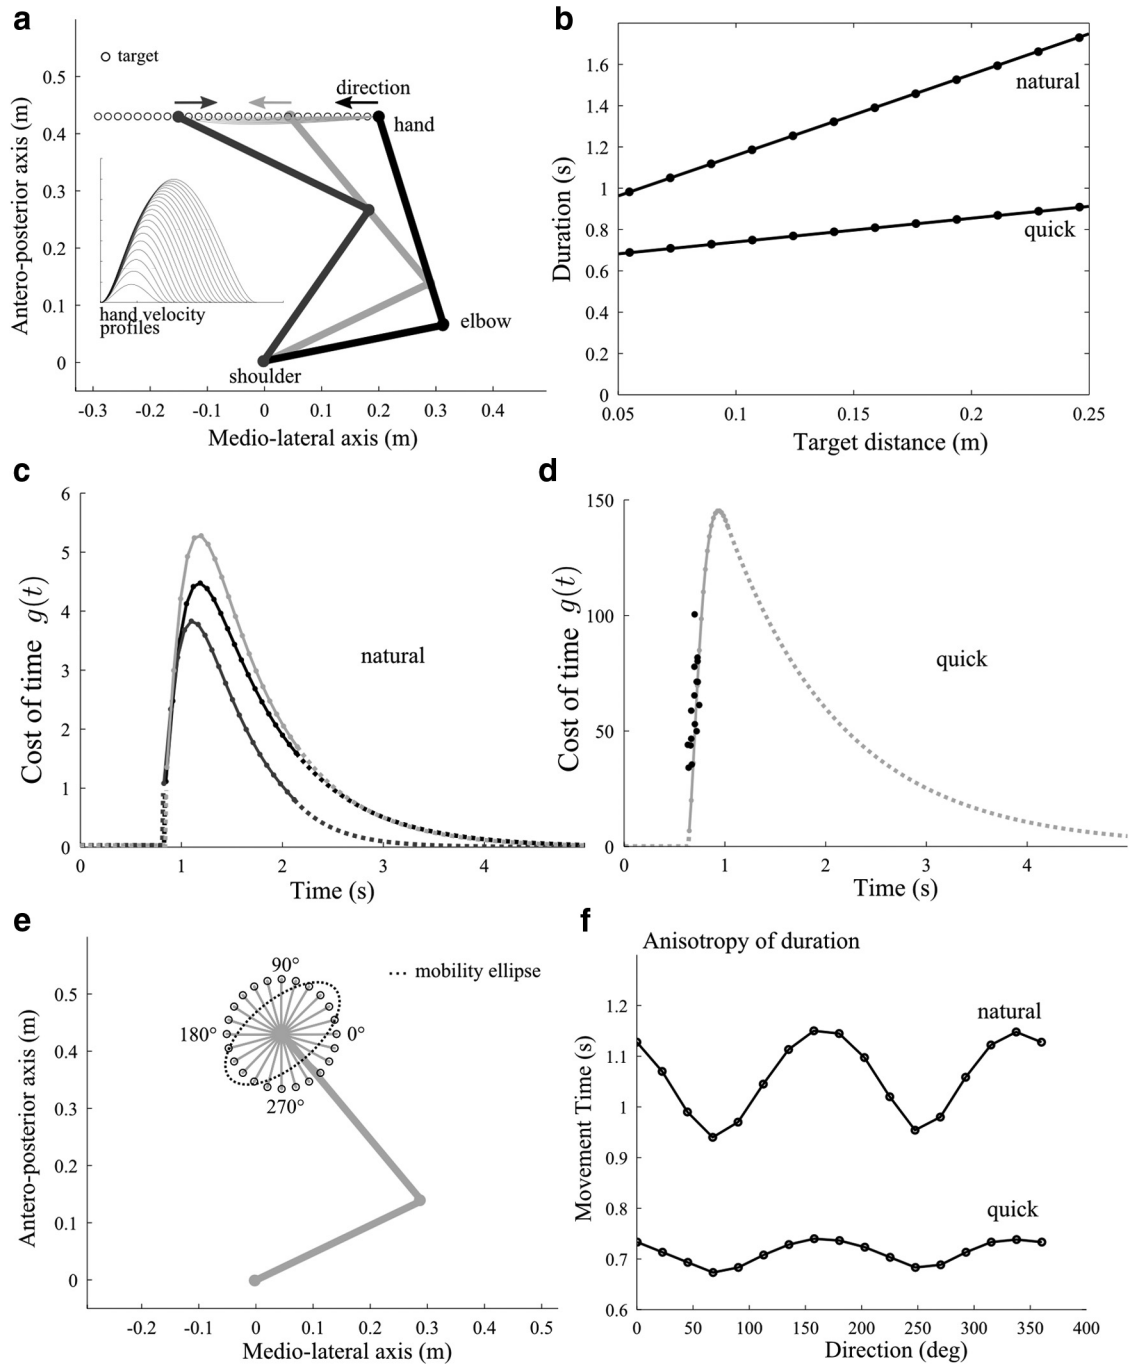 a
target
direction
hand
elbow
shoulder
hand velocity
profiles
0.5
0.4
0.3
0.2
0.1
0
-0.3 -0.2 -0.1 0 0.1 0.2 0.3 0.4
Antero-posterior axis (m)
Medio-lateral axis (m)
b
natural
quick
1.6
1.4
1.2
1
0.8
0.6
0.4
0.2
0
0.05 0.1 0.15 0.2 0.25
Duration (s)
Target distance (m)
c
natural
6
5
4
3
2
1
0
0 1 2 3 4
Cost of time g(t)
Time (s)
d
quick
150
100
50
0
0 1 2 3 4
Cost of time g(t)
Time (s)
e
mobility ellipse
90°
180° 0°
270°
0.5
0.4
0.3
0.2
0.1
0
-0.2 -0.1 0 0.1 0.2 0.3 0.4 0.5
Antero-posterior axis (m)
Medio-lateral axis (m)
f
Anisotropy of duration
natural
quick
1.2
1.1
1
0.9
0.8
0.7
0.6
0 50 100 150 200 250 300 350 400
Movement Time (s)
Direction (deg)